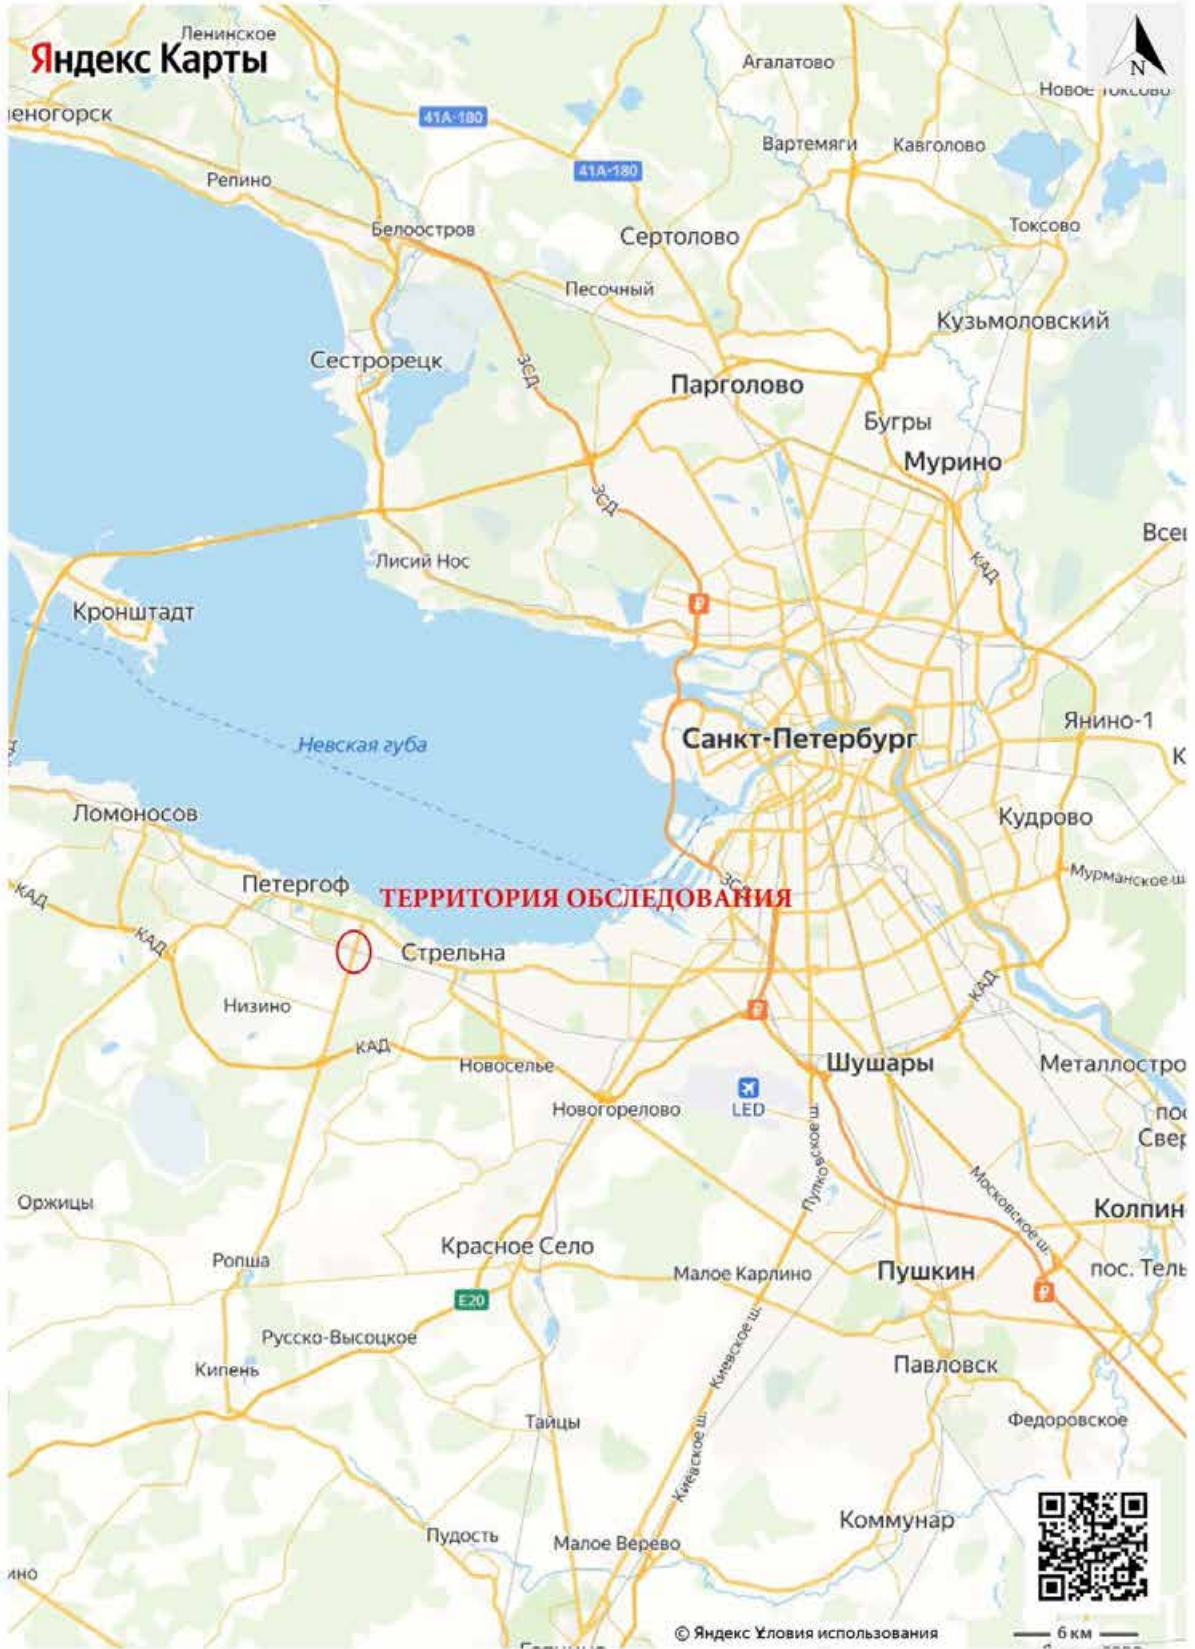 Ленинское
Яндекс Карты
Агалатово
N
Новое Токсово
41А-180
Вартемяги
Кавголово
41А-180
Репино
Токсово
Белоостров
Сертолово
Песочный
Кузьмоловский
Сестрорецк
ЗСД
Парголово
Бугры
Мурино
ЗСД
Лисий Нос
КАД
Кронштадт
Янино-1
Санкт-Петербург
Невская губа
Ломоносов
Кудрово
Мурманское ш.
Петергоф
ЗСД
ТЕРРИТОРИЯ ОБСЛЕДОВАНИЯ
КАД
КАД
Стрельна
КАД
Низино
КАД
Новоселье
Шушары
Металлостро
LED
Новогорелово
Пулковское ш.
Оржицы
Московское ш.
Колпин
Красное Село
Ропша
Малое Карлино
Пушкин
пос. Тель
E20
Русско-Высоцкое
Киевское ш.
Кипень
Павловск
Тайцы
Федоровское
Киевское ш.
Коммунар
Пудость
Малое Верево
© Яндекс Условия использования
6 км